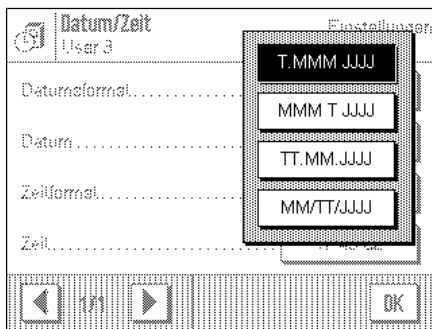 Datum/Zeit
Einstellungen
User 3
Datumsformat
Datum
Zeitformat
Zeit
T.MMM JJJJ
MMM T JJJJ
TT.MM.JJJJ
MM/TT/JJJJ
1/1
OK